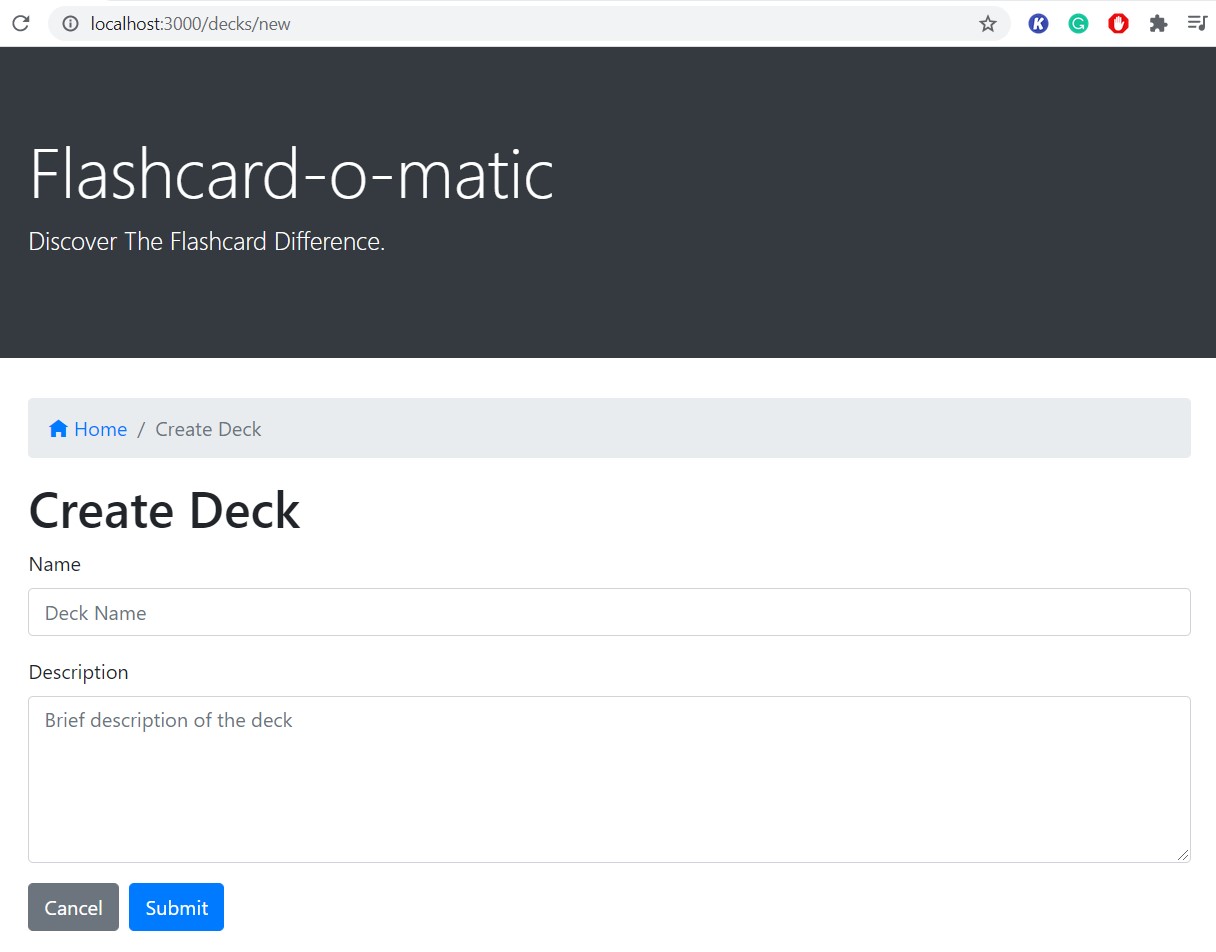 localhost:3000/decks/new
Flashcard-o-matic
Discover The Flashcard Difference.
Home / Create Deck
Create Deck
Name
Deck Name
Description
Brief description of the deck
Cancel Submit